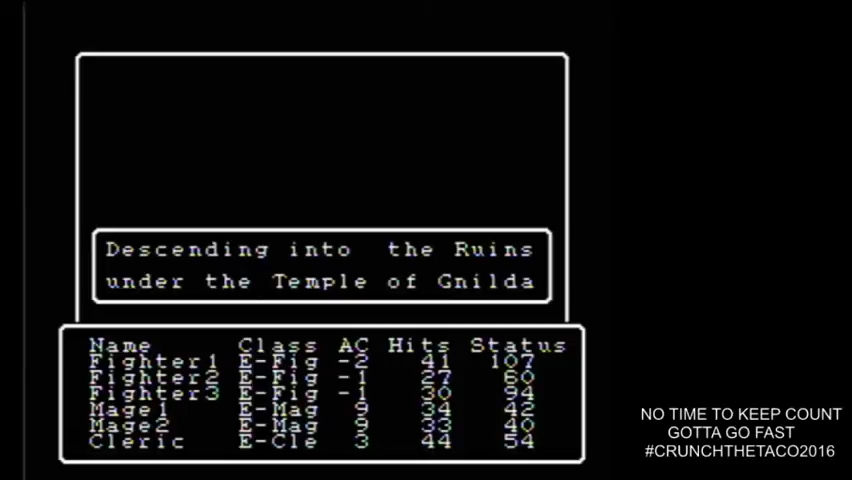 Descending into the Ruins
under the Temple of Gnilda
Name Class AC Hits Status
Fighter1 E-Fig -2 41 107
Fighter2 E-Fig -1 27 60
Fighter3 E-Fig -1 30 94
Mage1 E-Mag 9 34 42
Mage2 E-Mag 9 33 40
Cleric E-Cle 3 44 54
NO TIME TO KEEP COUNT
GOTTA GO FAST
#CRUNCHTHETACO2016